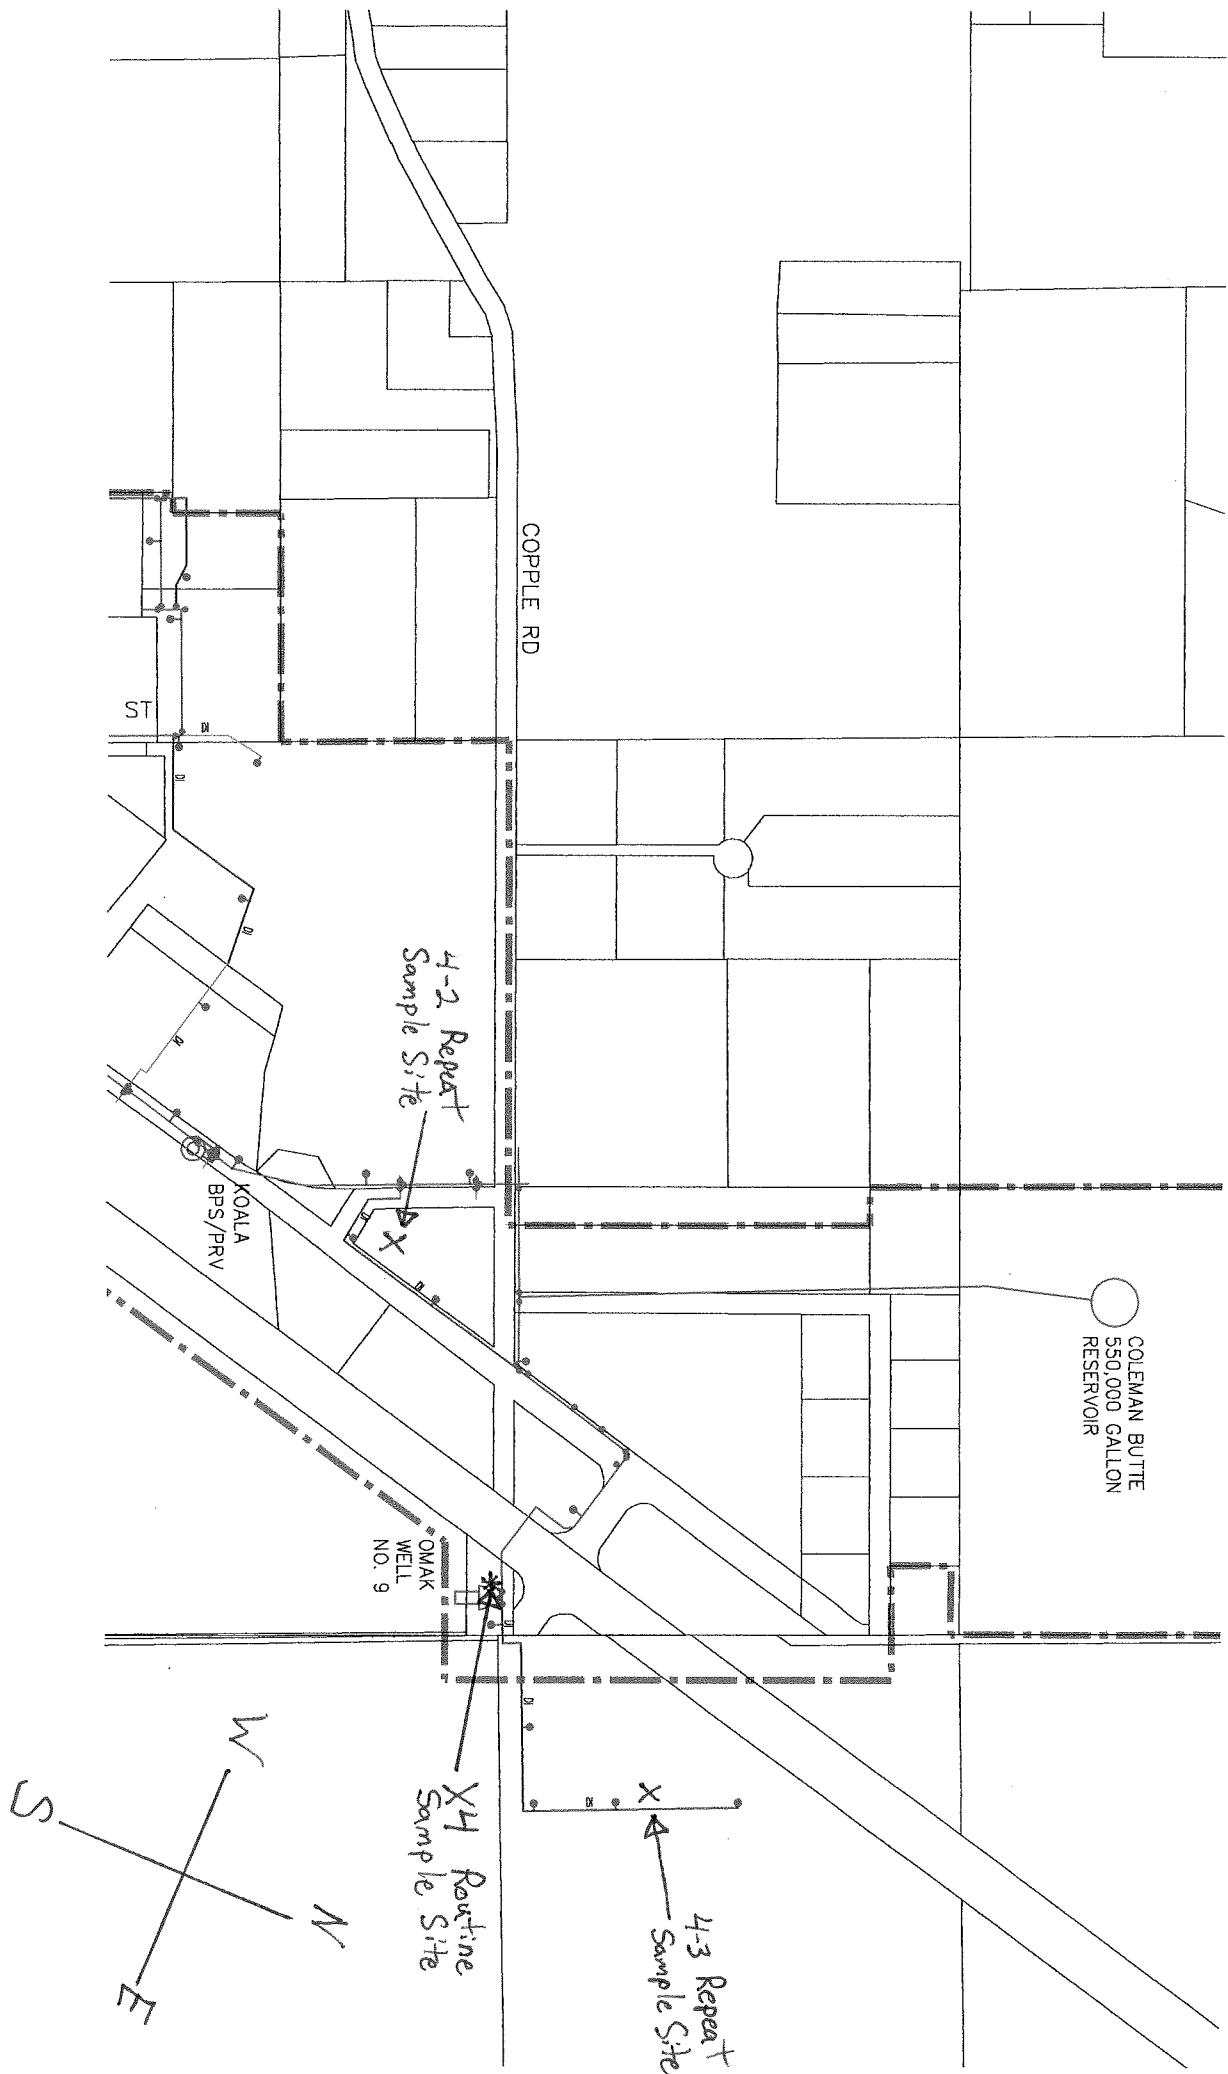 COPPLE RD
ST
4-2 Repeat
Sample Site
KOALA
BPS/PRV
COLEMAN BUTTE
550,000 GALLON
RESERVOIR
OMAK
WELL
NO. 9
X4 Routine
Sample Site
4-3 Repeat
Sample Site
X
X
W
S
N
E